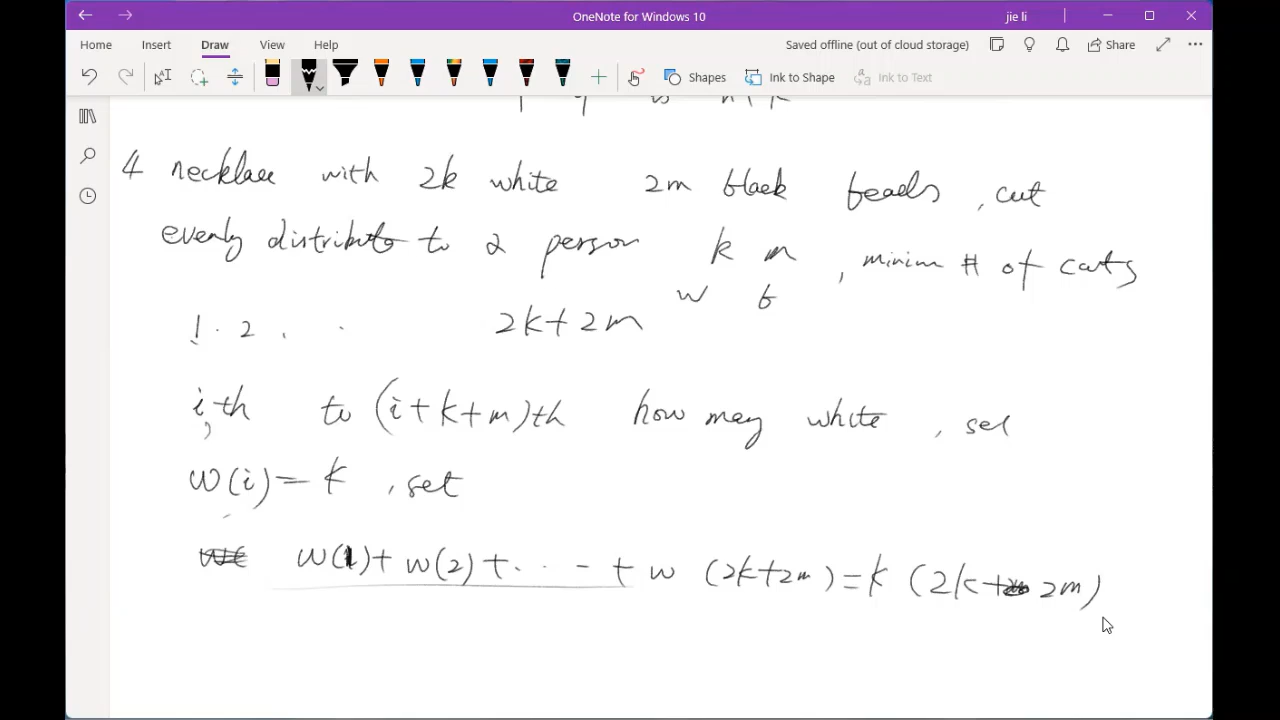 OneNote for Windows 10
jie li
Home Insert Draw View Help
Saved offline (out of cloud storage)
Share
Shapes Ink to Shape Ink to Text
4 necklace with 2k white 2m black beads, cut
evenly distribute to 2 person k m, minimum # of cuts
w b
1 . 2 . . 2k+2m
i,th to (i+k+m)th how may white, set
w(i)=k, set
w(1)+ w(2)+ . . - + w (2k+2m)=k (2k+2m)